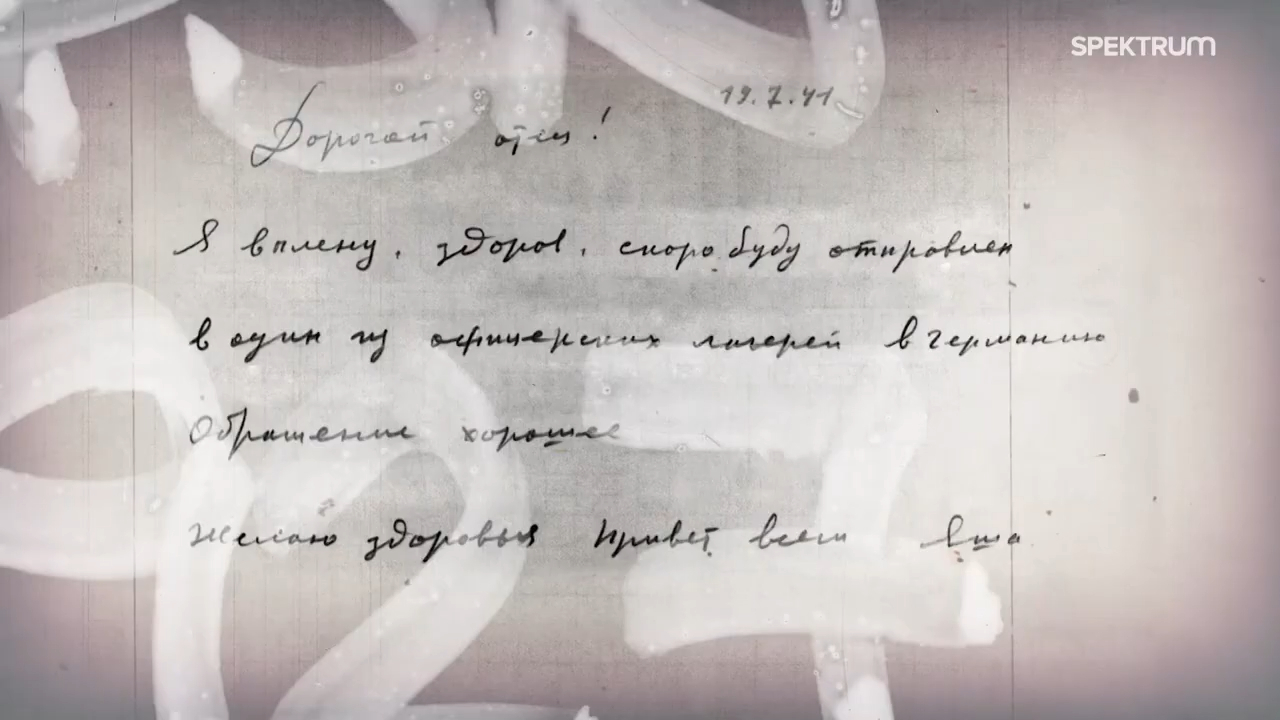 SPEKTRUM
19.7.41
Дорогой отец!
Я в плену, здоров, скоро буду отправлен
в один из офицерских лагерей в Германию
Обращение хорошее
Желаю здоровья Привет всем Яша